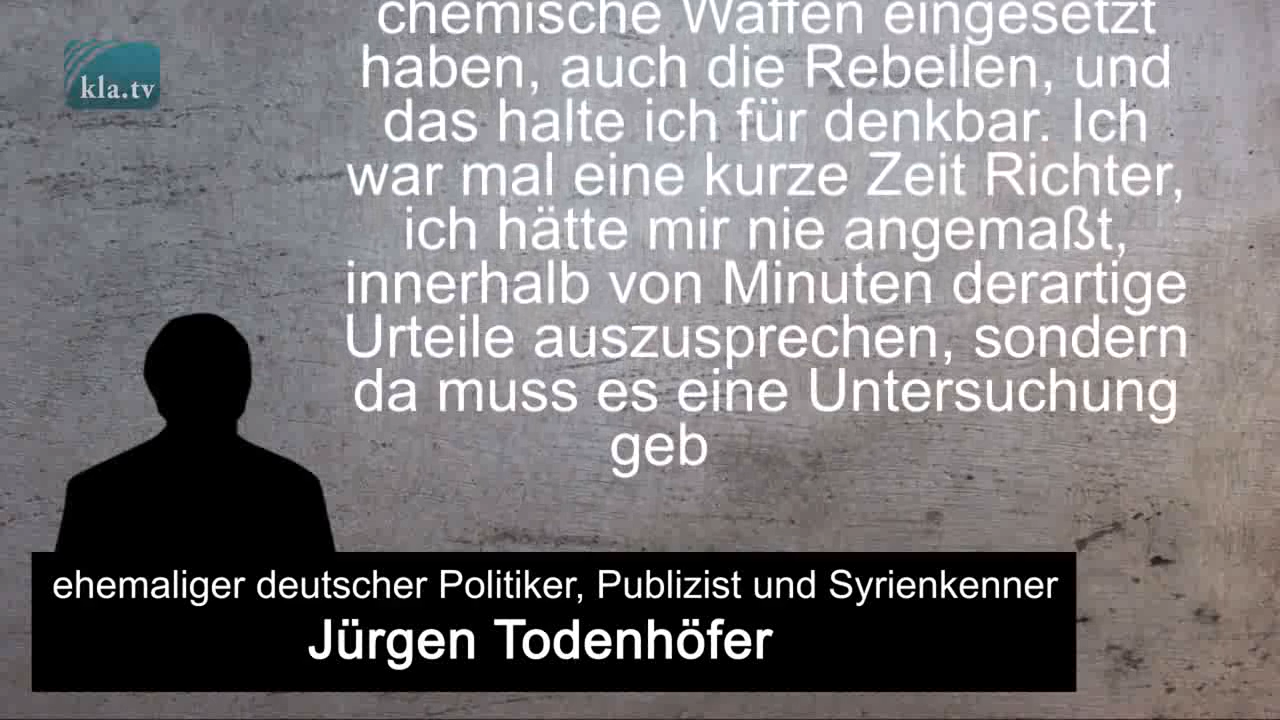 chemische Waffen eingesetzt
kla.tv
haben, auch die Rebellen, und
das halte ich für denkbar. Ich
war mal eine kurze Zeit Richter,
ich hätte mir nie angemaßt,
innerhalb von Minuten derartige
Urteile auszusprechen, sondern
da muss es eine Untersuchung
geb
ehemaliger deutscher Politiker, Publizist und Syrienkenner
Jürgen Todenhöfer